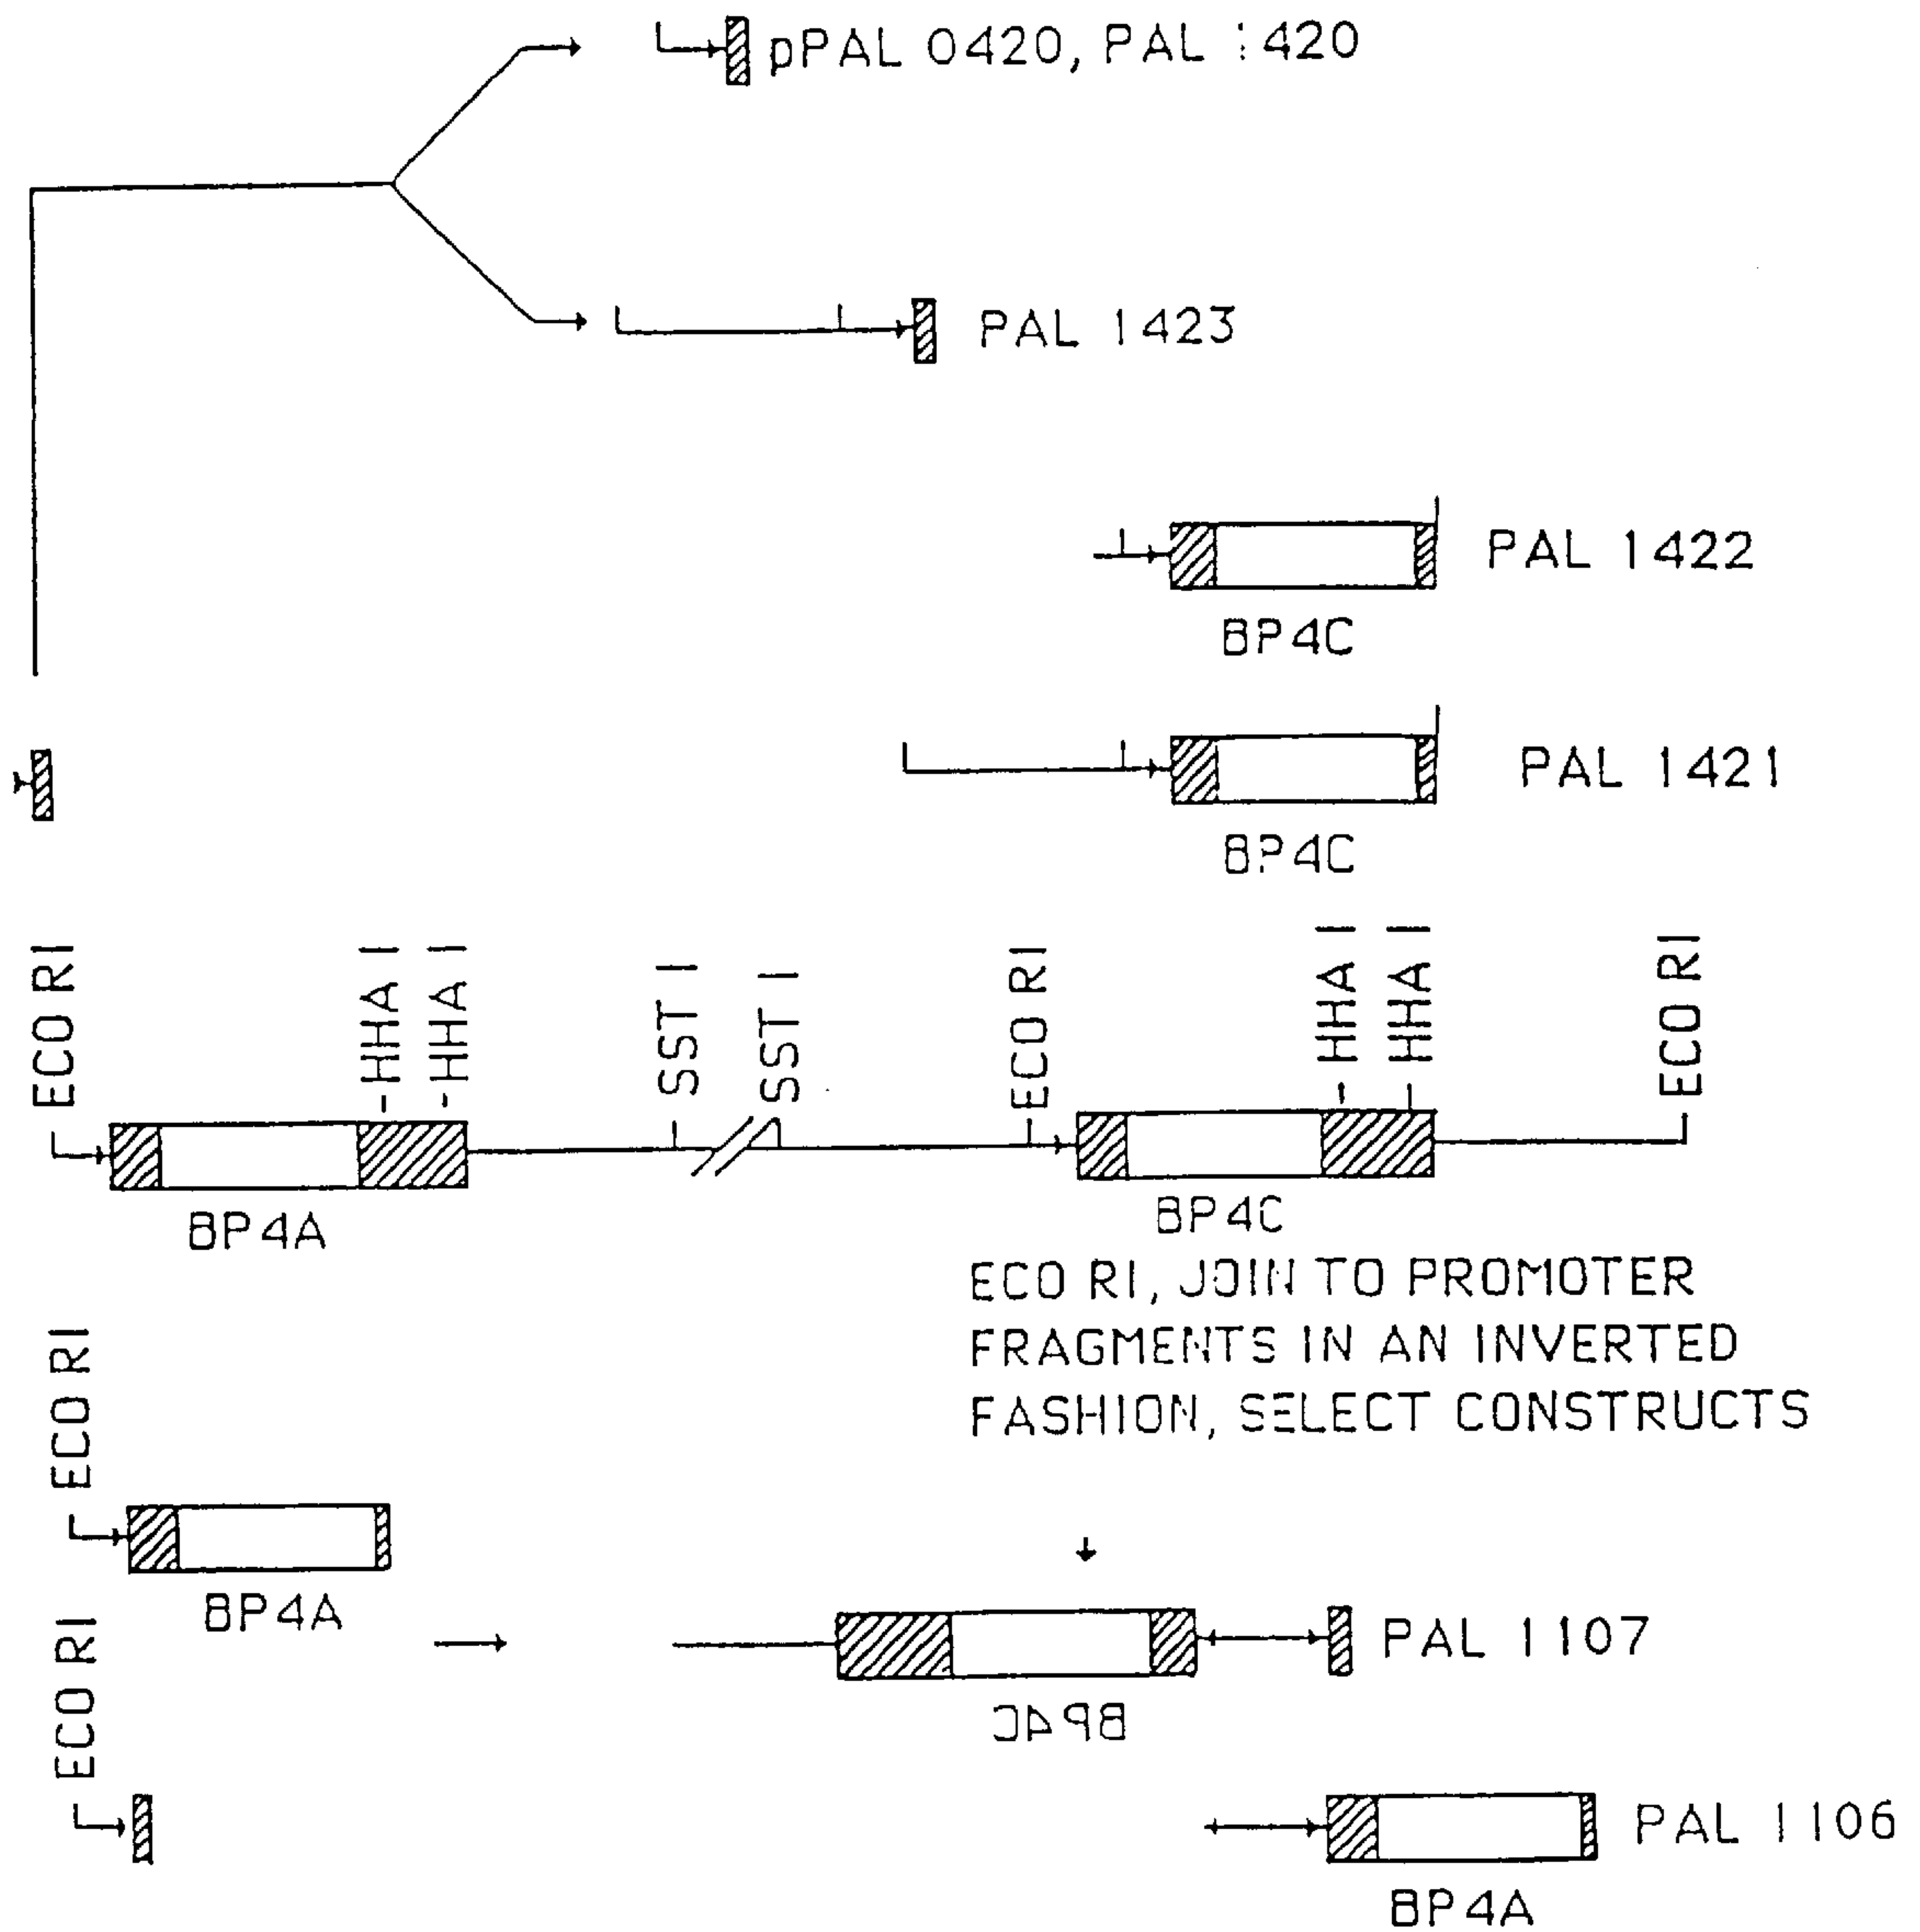 pPAL 0420, PAL 1420
PAL 1423
PAL 1422
BP4C
PAL 1421
BP4C
ECO RI
HHA I
HHA I
SST I
SST I
ECO RI
HHA I
HHA I
ECO RI
BP4A
BP4C
ECO RI, JOIN TO PROMOTER
FRAGMENTS IN AN INVERTED
FASHION, SELECT CONSTRUCTS
ECO RI
BP4A
PAL 1107
BP4C
ECO RI
PAL 1106
BP4A